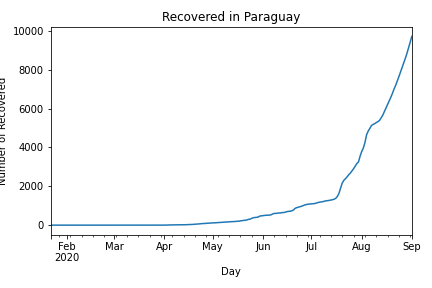 Recovered in Paraguay
10000
8000
6000
4000
2000
0
Number of Recovered
Feb Mar Apr May Jun Jul Aug Sep
2020
Day